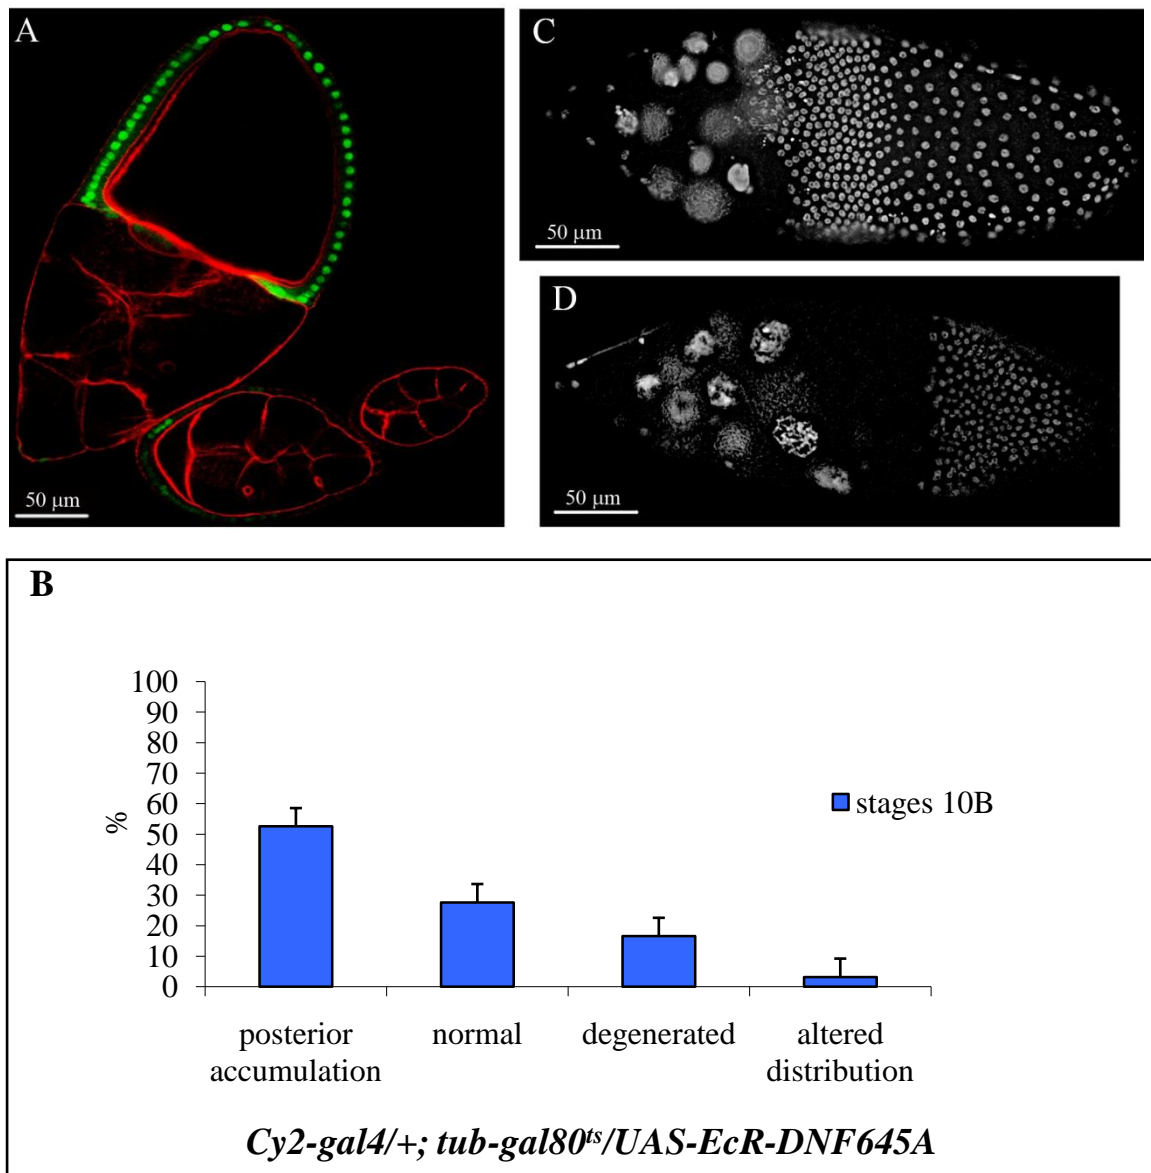 A
50 μm
C
50 μm
D
50 μm
B
100
90
80
70
60
50
40
30
20
10
0
%
stages 10B
posterior accumulation
normal
degenerated
altered distribution
Cy2-gal4/+; tub-gal80ts/UAS-EcR-DNF645A